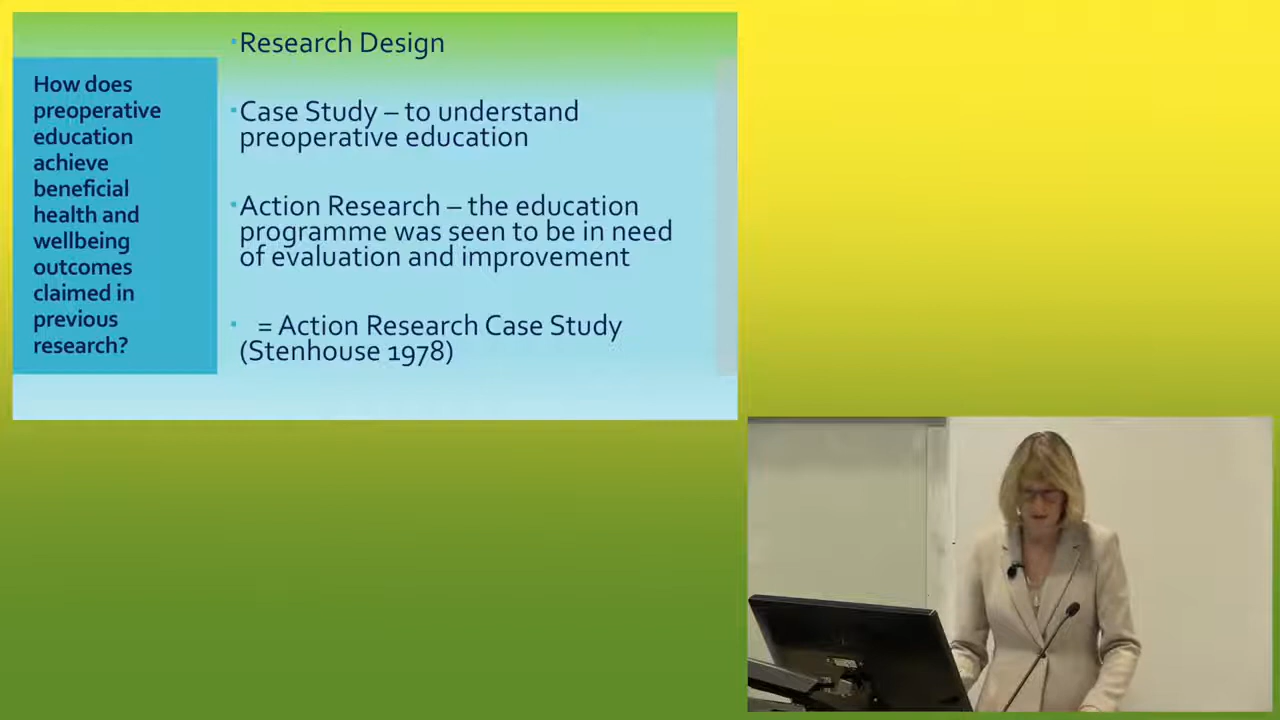 How does
preoperative
education
achieve
beneficial
health and
wellbeing
outcomes
claimed in
previous
research?
Research Design
Case Study – to understand
preoperative education
Action Research – the education
programme was seen to be in need
of evaluation and improvement
= Action Research Case Study
(Stenhouse 1978)